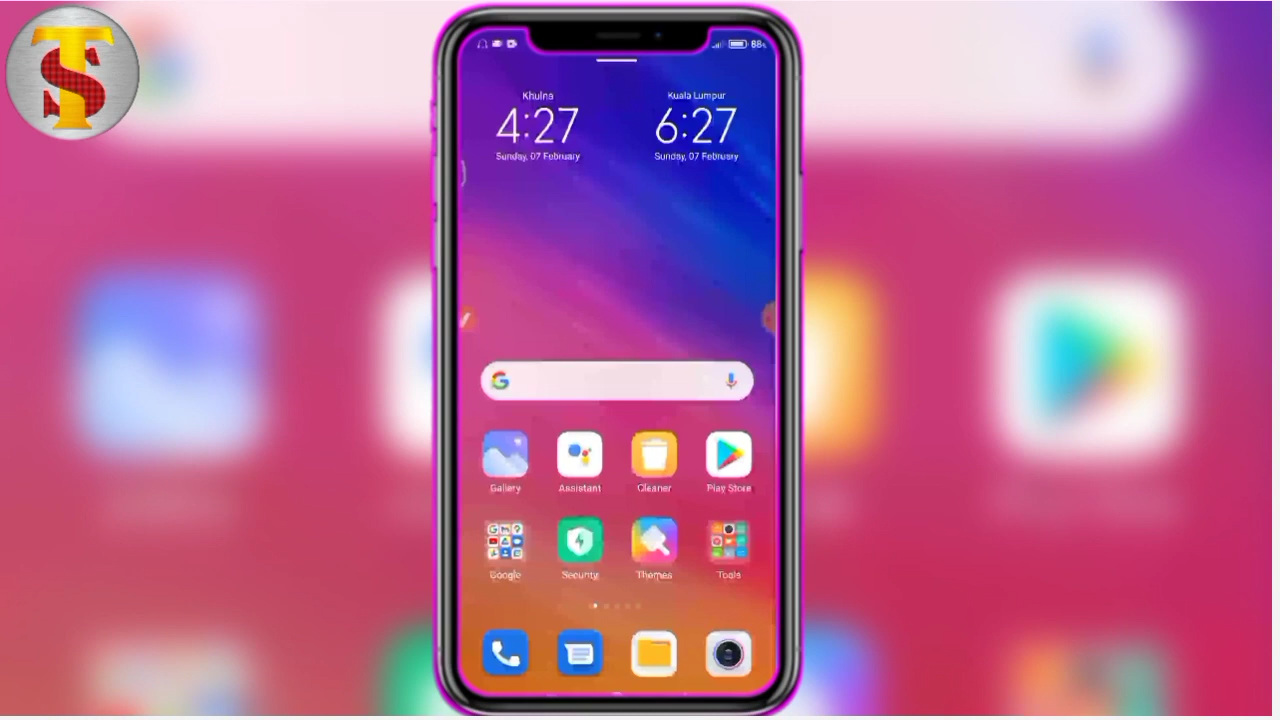 TS
88%
Khulna
Kuala Lumpur
4:27
6:27
Sunday, 07 February
Sunday, 07 February
G
Gallery
Assistant
Cleaner
Play Store
Google
Security
Themes
Tools